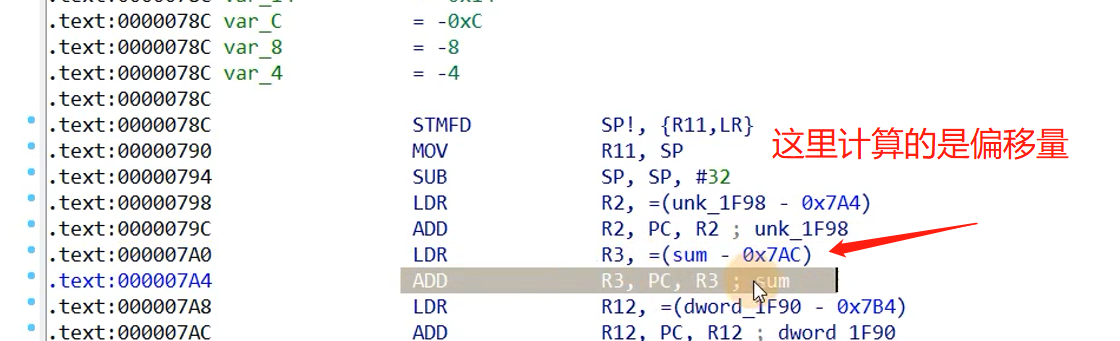 .text:0000078C var_C = -0xC
.text:0000078C var_8 = -8
.text:0000078C var_4 = -4
.text:0000078C
.text:0000078C STMFD SP!, {R11,LR}
.text:00000790 MOV R11, SP
这里计算的是偏移量
.text:00000794 SUB SP, SP, #32
.text:00000798 LDR R2, =(unk_1F98 - 0x7A4)
.text:0000079C ADD R2, PC, R2 ; unk_1F98
.text:000007A0 LDR R3, =(sum - 0x7AC)
.text:000007A4 ADD R3, PC, R3 ; sum
.text:000007A8 LDR R12, =(dword_1F90 - 0x7B4)
.text:000007AC ADD R12, PC, R12 ; dword_1F90